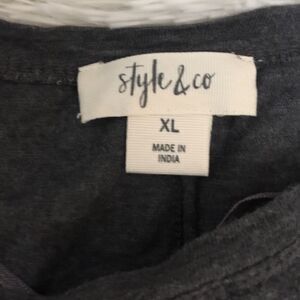 style & co
XL
MADE IN
INDIA